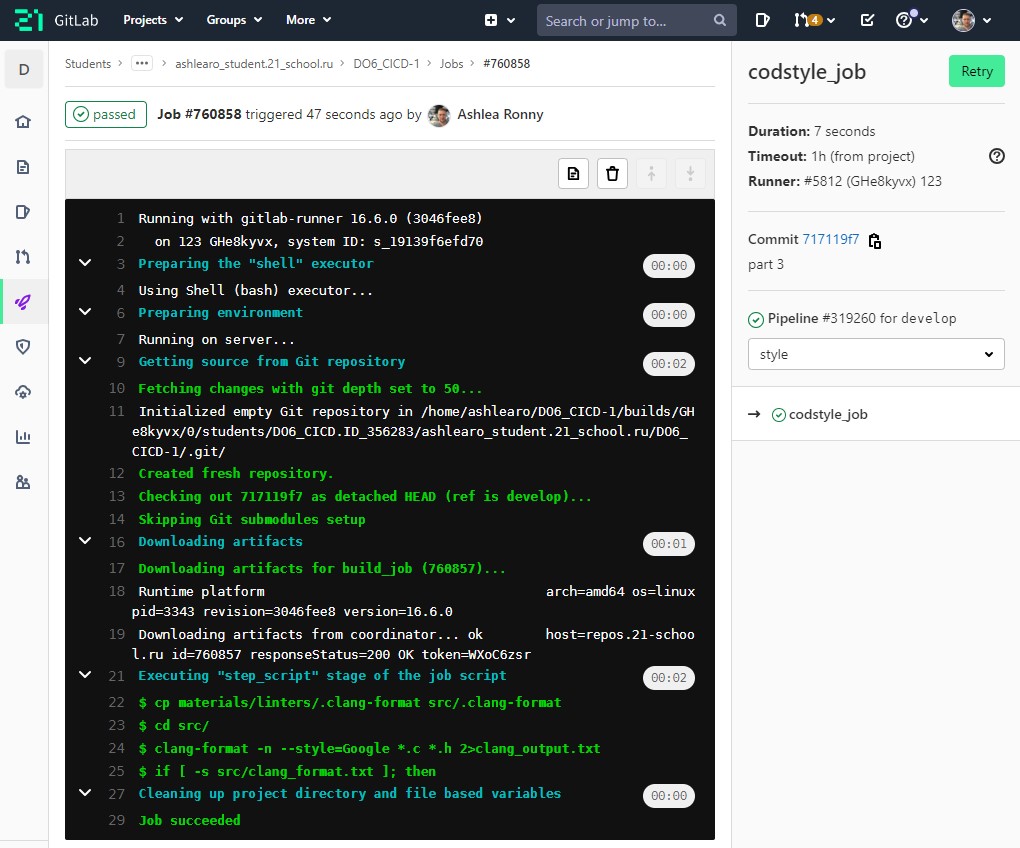 GitLab Projects Groups More Search or jump to... 4
D
Students › ••• › ashlearo_student.21_school.ru › DO6_CICD-1 › Jobs › #760858
passed Job #760858 triggered 47 seconds ago by Ashlea Ronny
1 Running with gitlab-runner 16.6.0 (3046fee8)
2 on 123 GHe8kyvx, system ID: s_19139f6efd70
3 Preparing the "shell" executor 00:00
4 Using Shell (bash) executor...
6 Preparing environment 00:00
7 Running on server...
9 Getting source from Git repository 00:02
10 Fetching changes with git depth set to 50...
11 Initialized empty Git repository in /home/ashlearo/DO6_CICD-1/builds/GH
e8kyvx/0/students/DO6_CICD.ID_356283/ashlearo_student.21_school.ru/DO6_
CICD-1/.git/
12 Created fresh repository.
13 Checking out 717119f7 as detached HEAD (ref is develop)...
14 Skipping Git submodules setup
16 Downloading artifacts 00:01
17 Downloading artifacts for build_job (760857)...
18 Runtime platform arch=amd64 os=linux
pid=3343 revision=3046fee8 version=16.6.0
19 Downloading artifacts from coordinator... ok host=repos.21-schoo
l.ru id=760857 responseStatus=200 OK token=WXoC6zsr
21 Executing "step_script" stage of the job script 00:02
22 $ cp materials/linters/.clang-format src/.clang-format
23 $ cd src/
24 $ clang-format -n --style=Google *.c *.h 2>clang_output.txt
25 $ if [ -s src/clang_format.txt ]; then
27 Cleaning up project directory and file based variables 00:00
29 Job succeeded
codstyle_job Retry
Duration: 7 seconds
Timeout: 1h (from project)
Runner: #5812 (GHe8kyvx) 123
Commit 717119f7
part 3
Pipeline #319260 for develop
style
→ codstyle_job